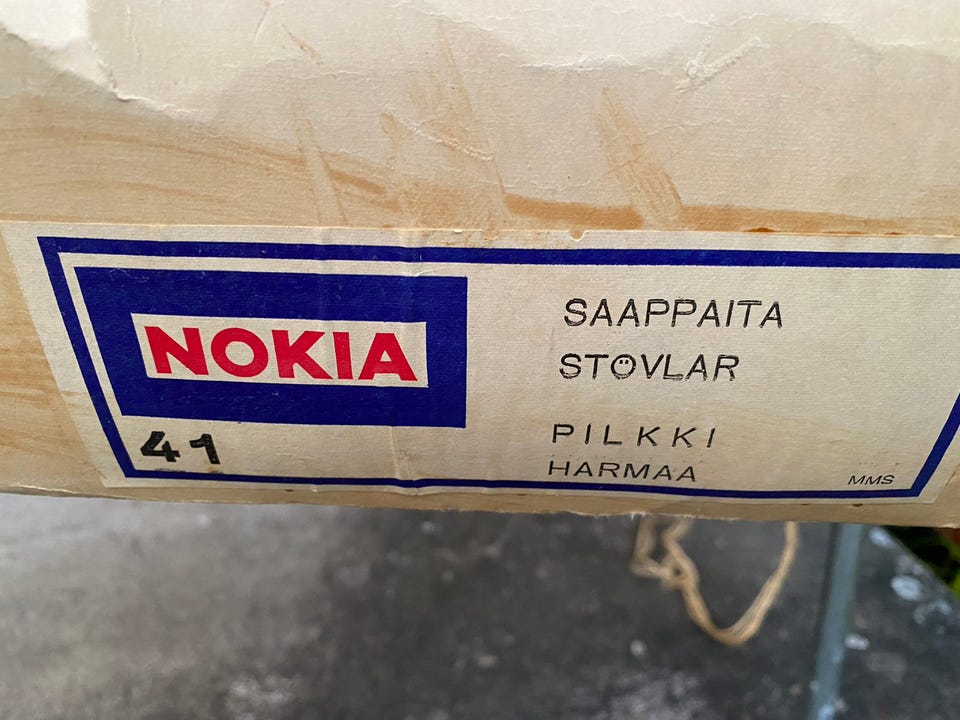 NOKIA
41
SAAPPAITA
STÖVLAR
PILKKI
HARMAA
MMS